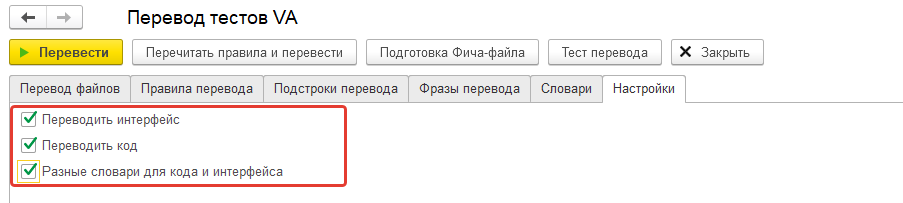 Перевод тестов VA
Перевести Перечитать правила и перевести Подготовка Фича-файла Тест перевода Закрыть
Перевод файлов Правила перевода Подстроки перевода Фразы перевода Словари Настройки
Переводить интерфейс
Переводить код
Разные словари для кода и интерфейса